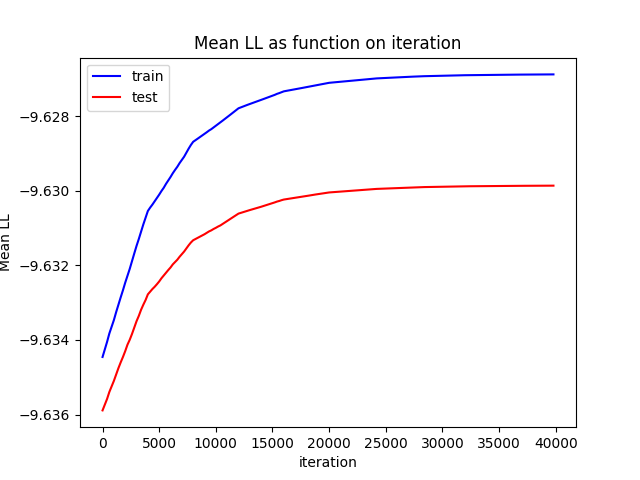 Mean LL as function on iteration
train
test
Mean LL
−9.628
−9.630
−9.632
−9.634
−9.636
0 5000 10000 15000 20000 25000 30000 35000 40000
iteration